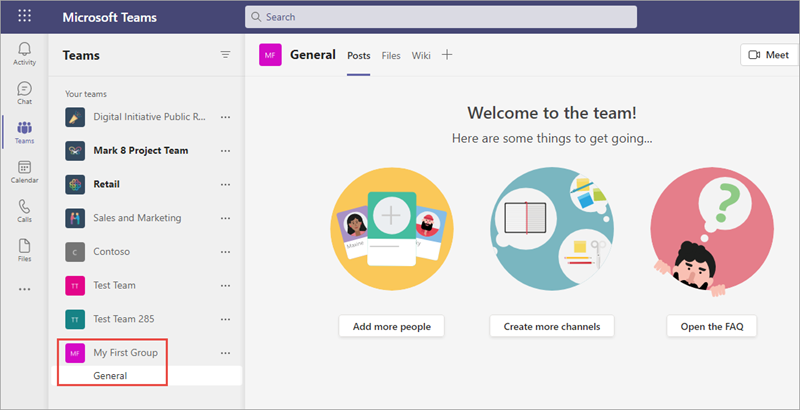 Microsoft Teams
Search
Activity
Chat
Teams
Calendar
Calls
Files
Teams
Your teams
Digital Initiative Public R...
Mark 8 Project Team
Retail
Sales and Marketing
C
Contoso
TT
Test Team
TT
Test Team 285
MF
My First Group
General
MF
General
Posts
Files
Wiki
Meet
Welcome to the team!
Here are some things to get going...
Maxine
Add more people
Create more channels
Open the FAQ